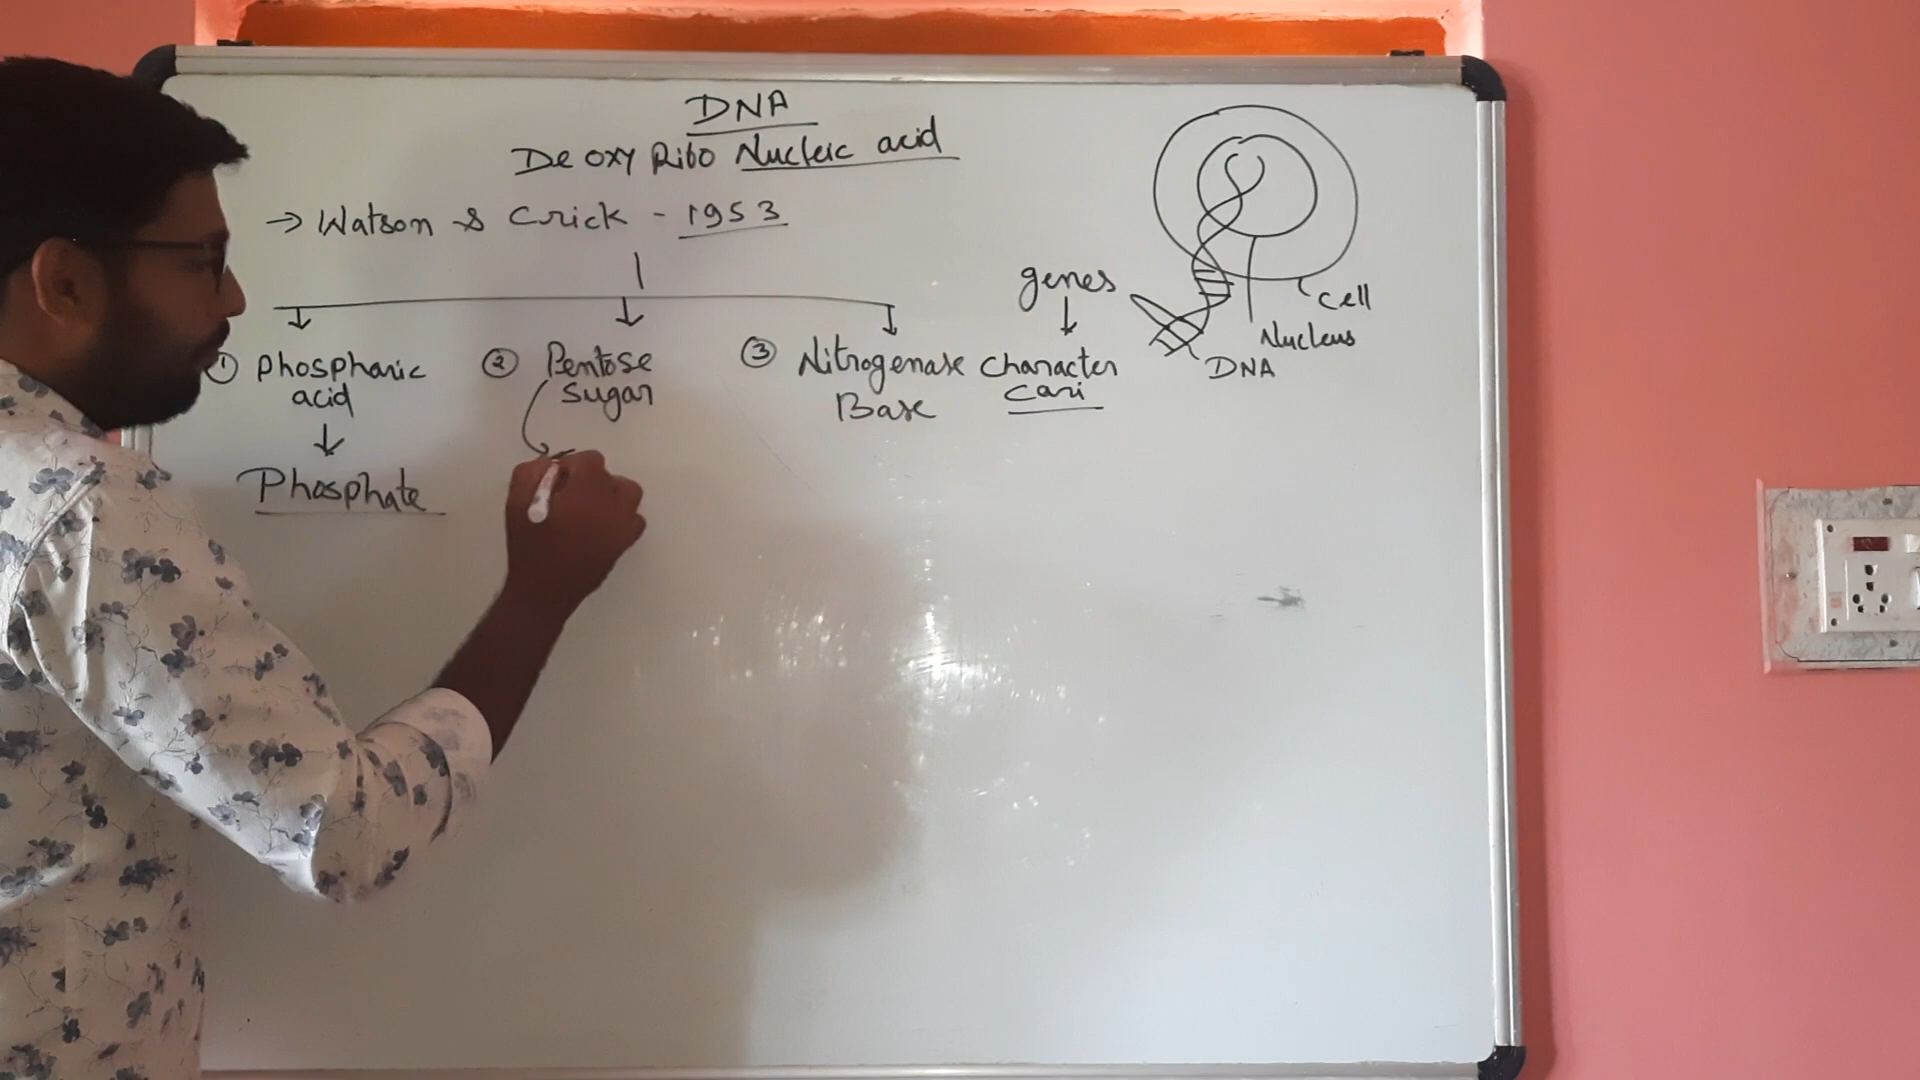 DNA
De oxy Ribo Nucleic acid
→ Watson & Crick - 1953
① Phosphoric
acid
↓
Phosphate
② Pentose
sugar
③ Nitrogenase
Base
genes
↓
character
cari
cell
Nucleus
DNA